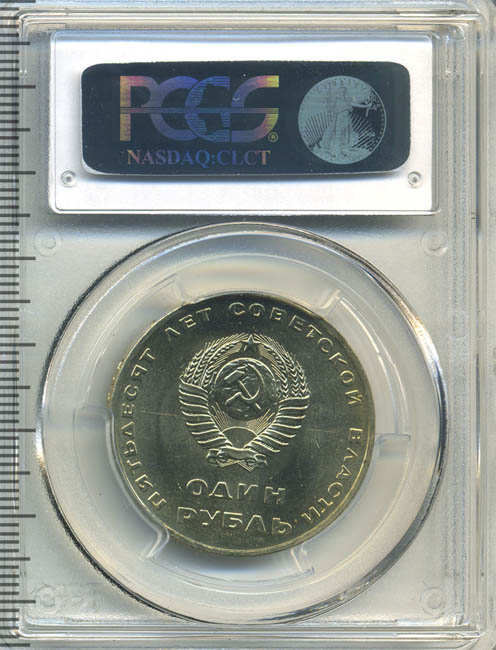 PCGS
NASDAQ:CLCT
ПЯТЬДЕСЯТ ЛЕТ СОВЕТСКОЙ ВЛАСТИ
ОДИН
РУБЛЬ